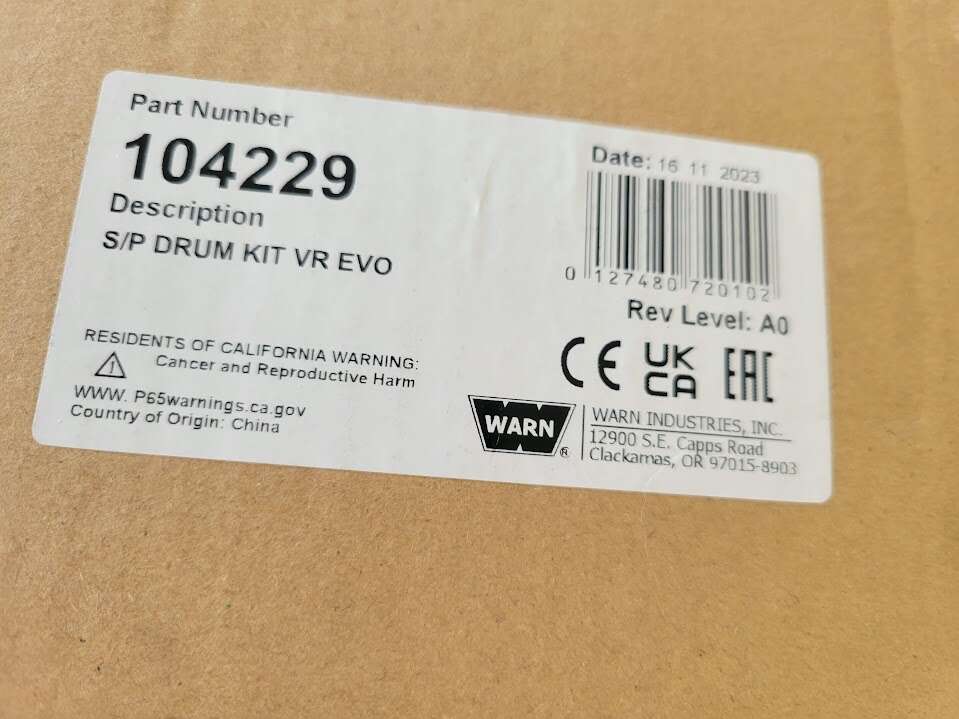 Part Number
104229
Description
S/P DRUM KIT VR EVO
RESIDENTS OF CALIFORNIA WARNING:
Cancer and Reproductive Harm
WWW. P65warnings.ca.gov
Country of Origin: China
Date: 16 11 2023
0 127480 720102
Rev Level: A0
CE UK CA EAC
WARN ®
WARN INDUSTRIES, INC.
12900 S.E. Capps Road
Clackamas, OR 97015-8903